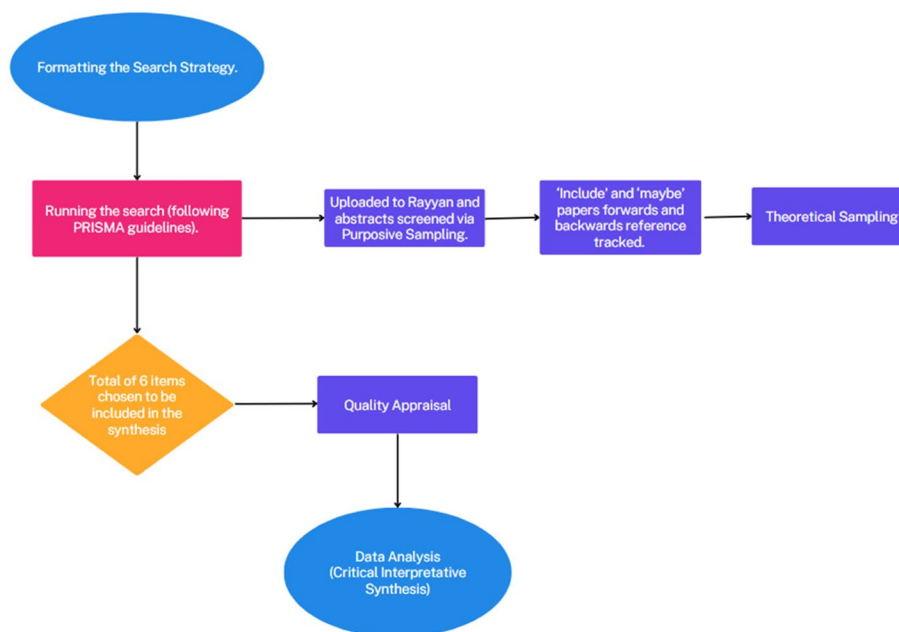 Formatting the Search Strategy.
Running the search (following
PRISMA guidelines).
Uploaded to Rayyan and
abstracts screened via
Purposive Sampling.
‘Include’ and ‘maybe’
papers forwards and
backwards reference
tracked.
Theoretical Sampling
Total of 6 items
chosen to be
included in the
synthesis
Quality Appraisal
Data Analysis
(Critical Interpretative
Synthesis)